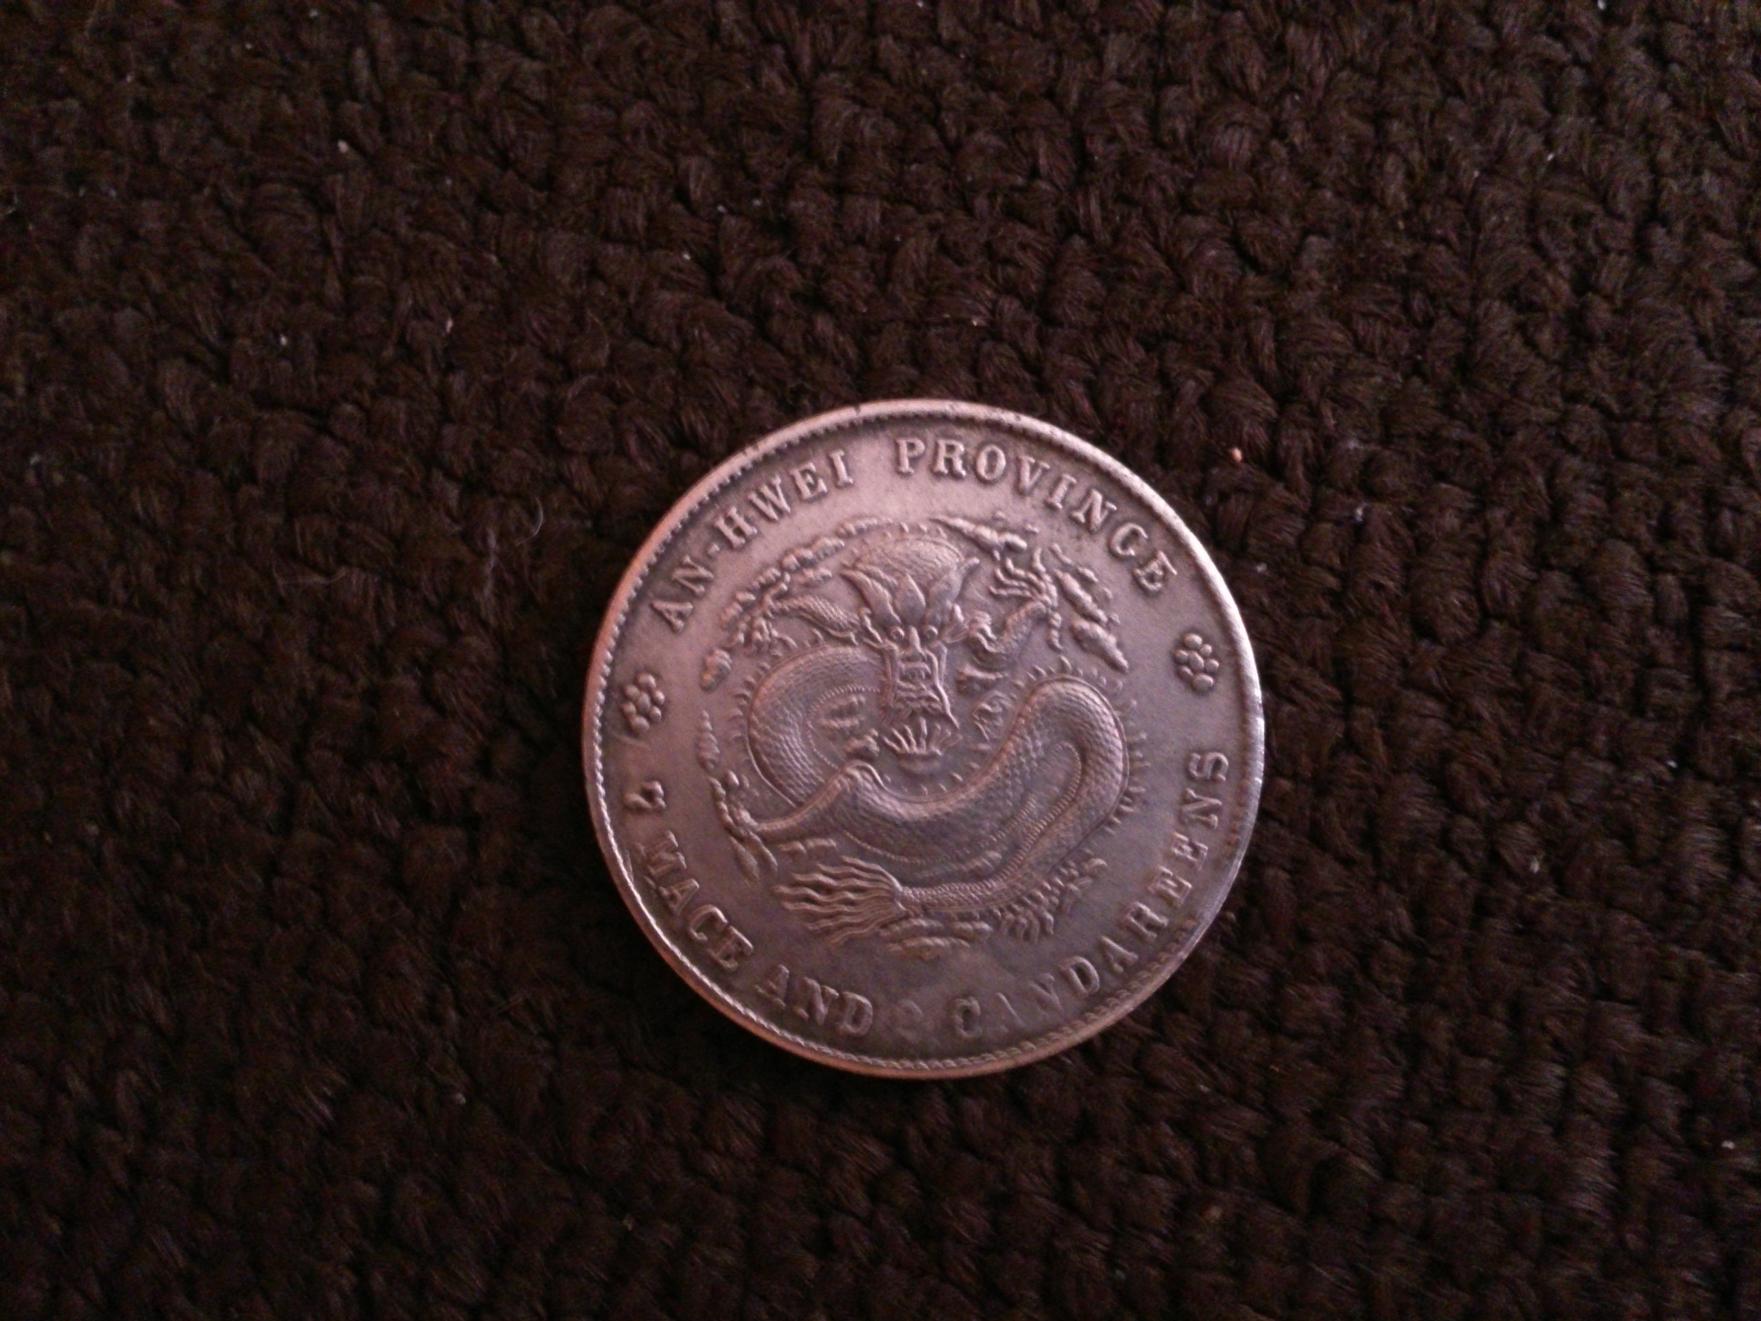 AN-HWEI PROVINCE
7 MACE AND 2 CANDAREENS